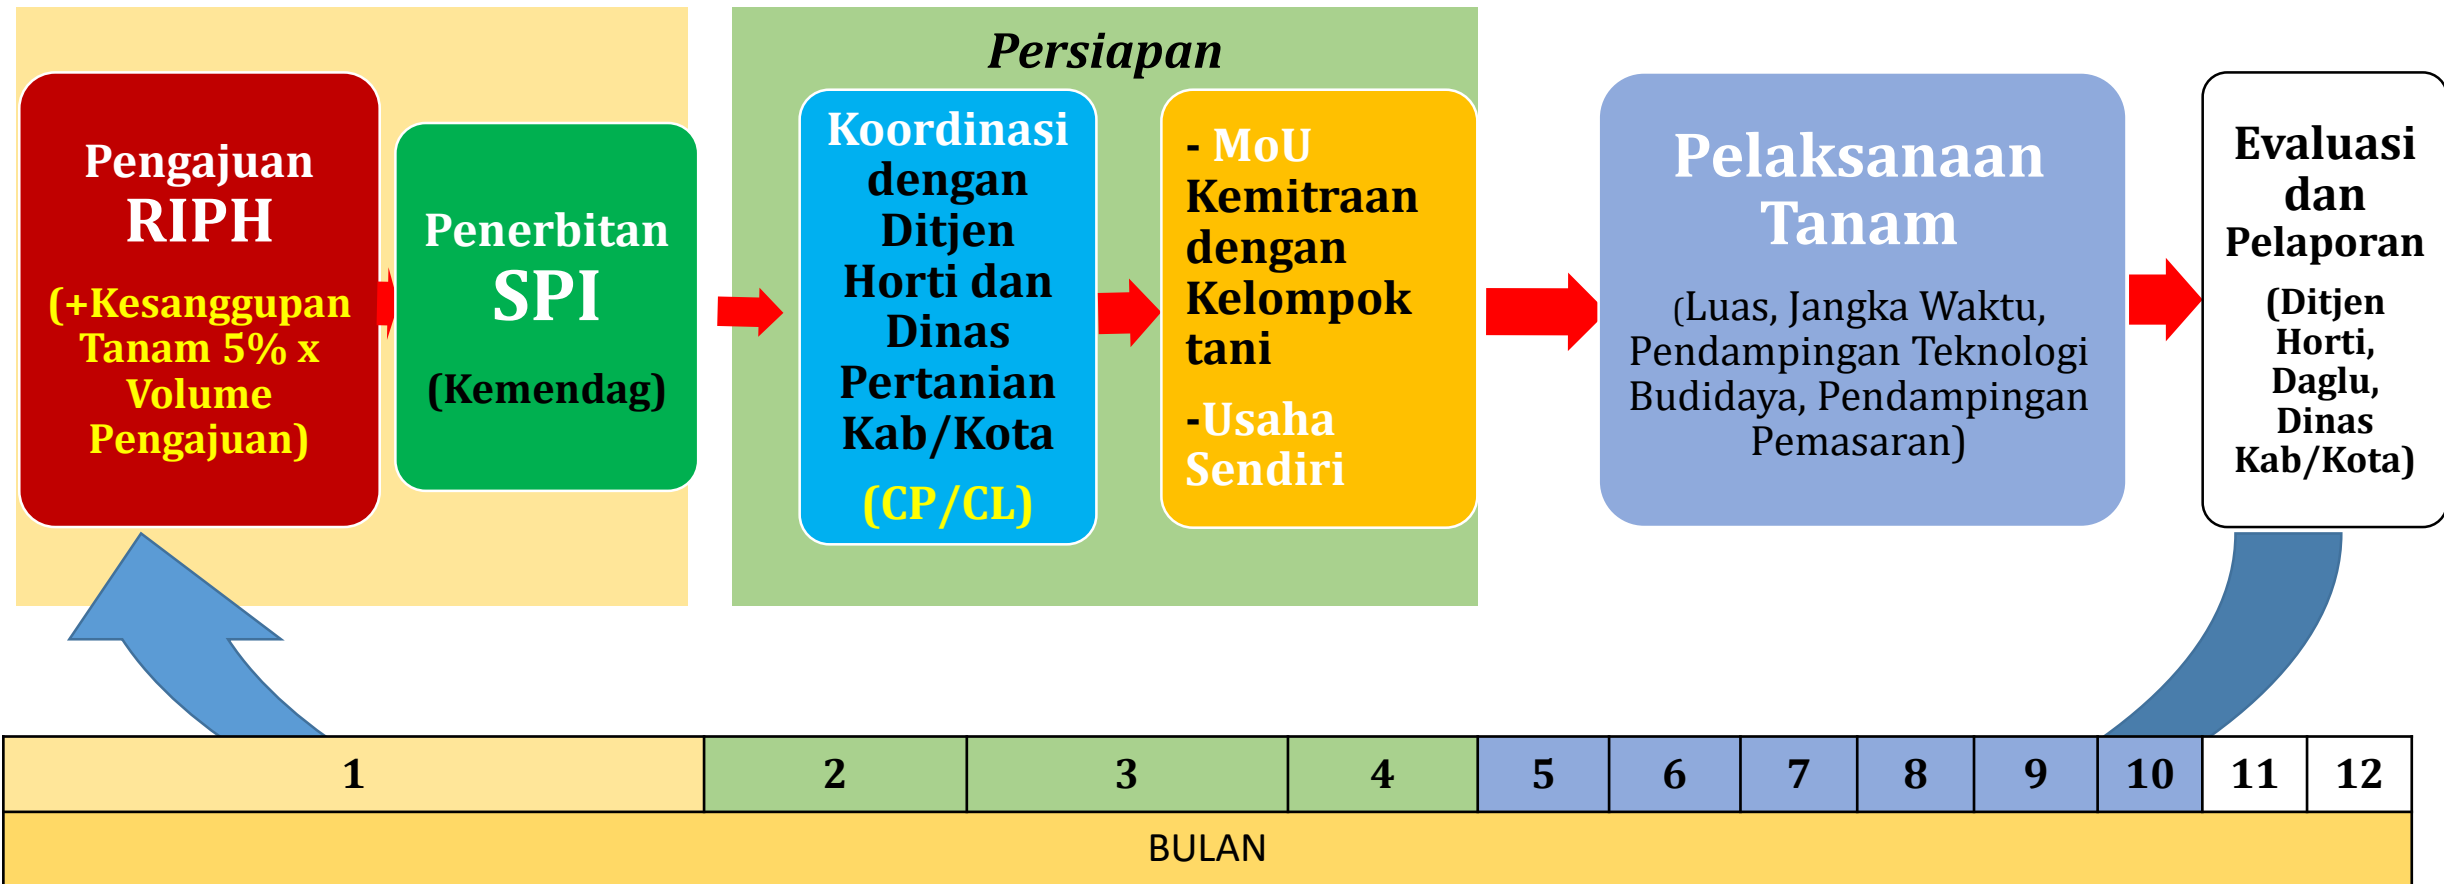 Persiapan
Pengajuan
RIPH
(+Kesanggupan
Tanam 5% x
Volume
Pengajuan)
Penerbitan
SPI
(Kemendag)
Koordinasi
dengan
Ditjen
Horti dan
Dinas
Pertanian
Kab/Kota
(CP/CL)
- MoU
Kemitraan
dengan
Kelompok
tani
-Usaha
Sendiri
Pelaksanaan
Tanam
(Luas, Jangka Waktu,
Pendampingan Teknologi
Budidaya, Pendampingan
Pemasaran)
Evaluasi
dan
Pelaporan
(Ditjen
Horti,
Daglu,
Dinas
Kab/Kota)
1 2 3 4 5 6 7 8 9 10 11 12
BULAN